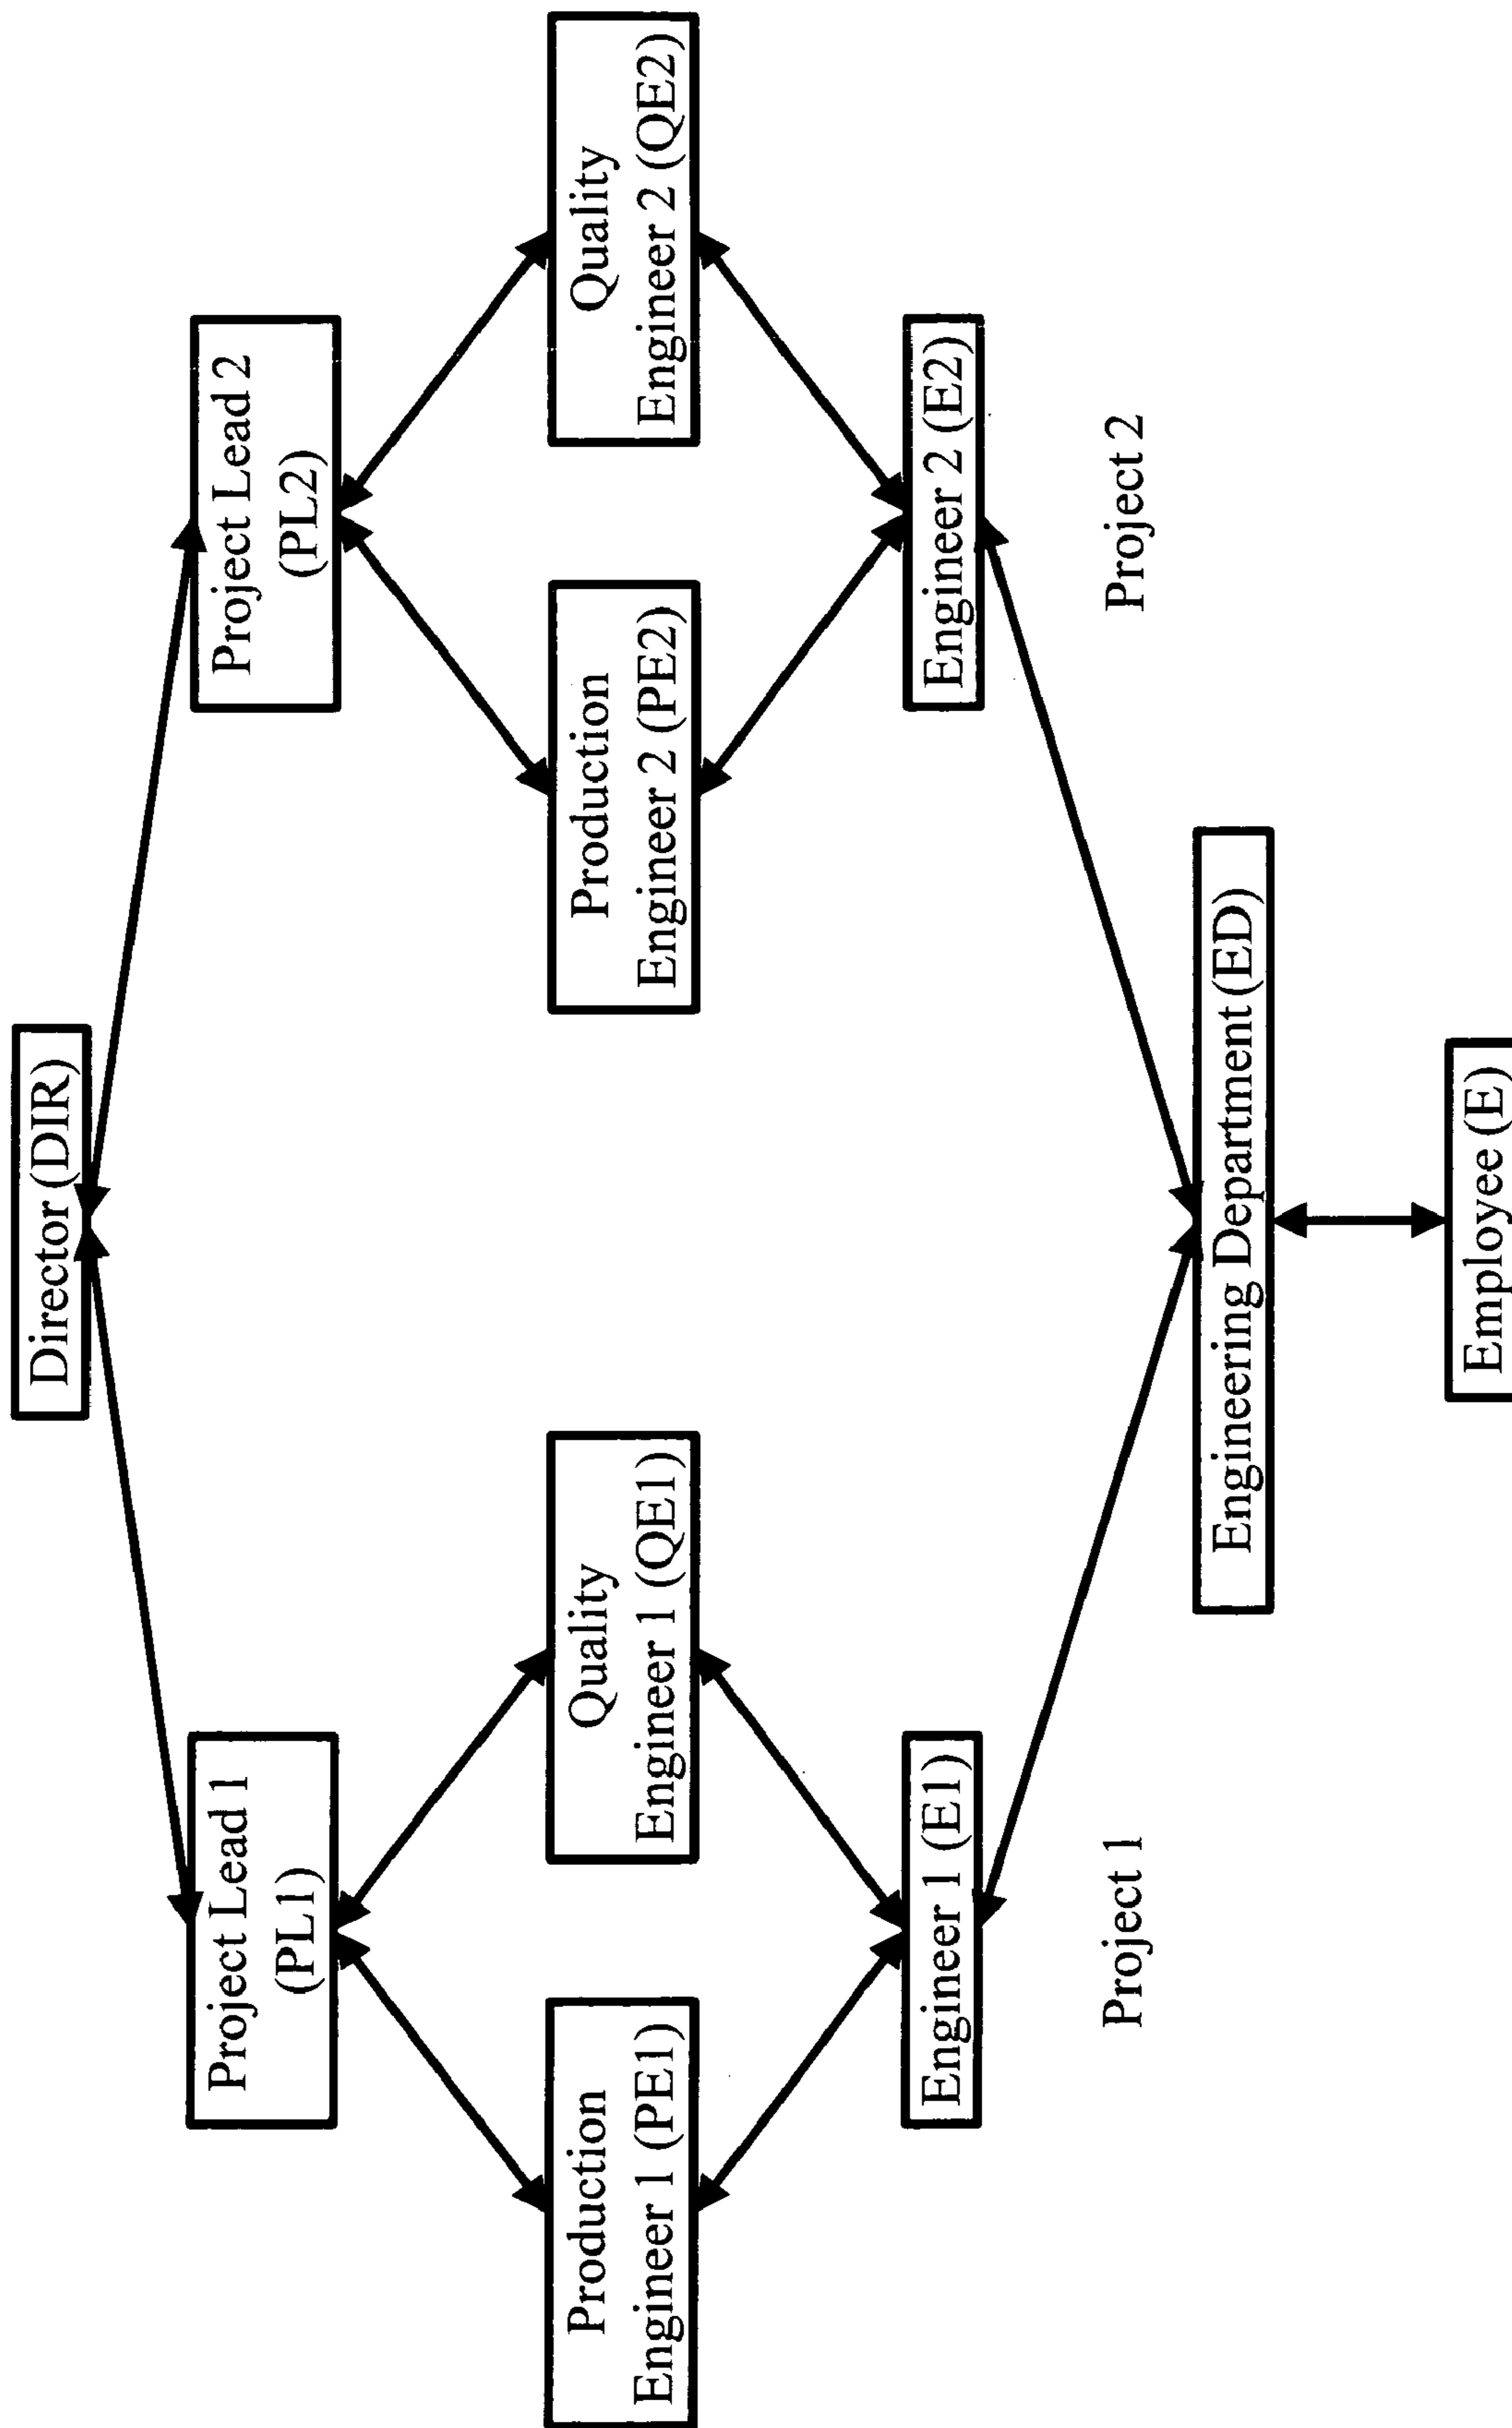 Director (DIR)
Project Lead 1
(PL1)
Project Lead 2
(PL2)
Production
Engineer 1 (PE1)
Quality
Engineer 1 (QE1)
Production
Engineer 2 (PE2)
Quality
Engineer 2 (QE2)
Engineer 1 (E1)
Engineer 2 (E2)
Project 1
Project 2
Engineering Department (ED)
Employee (E)